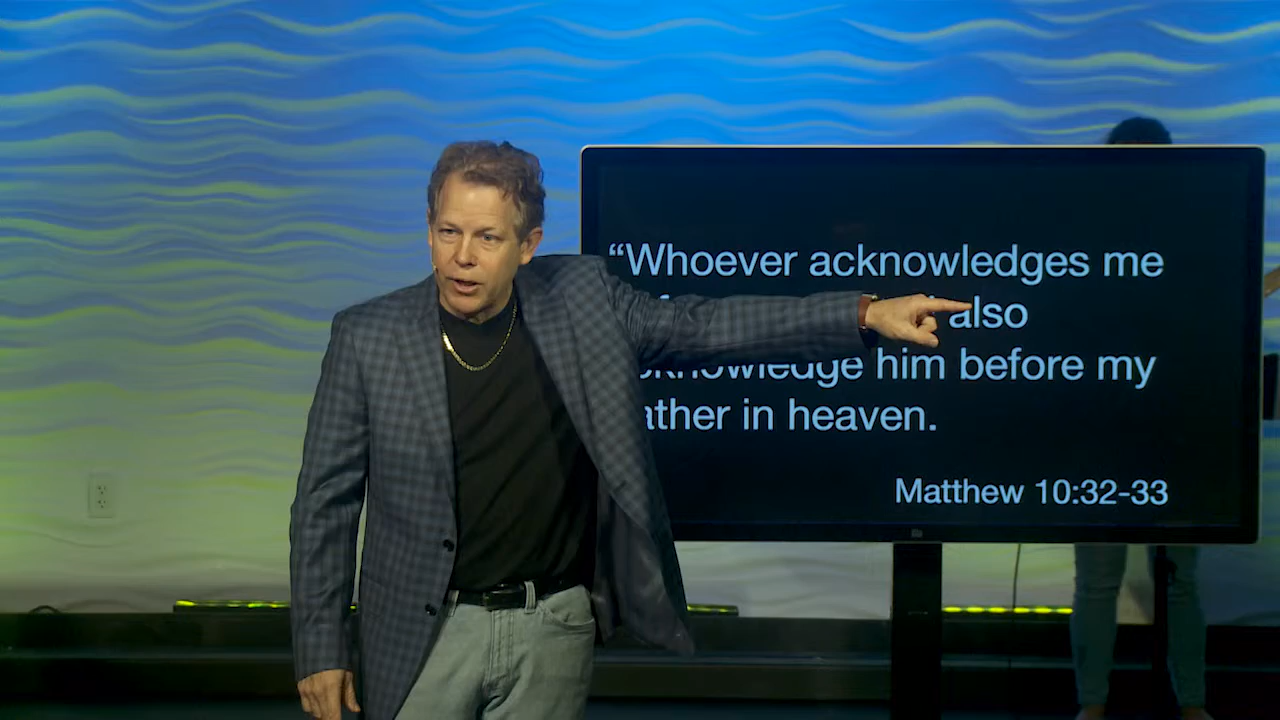 “Whoever acknowledges me
also
him before my
in heaven.
Matthew 10:32-33